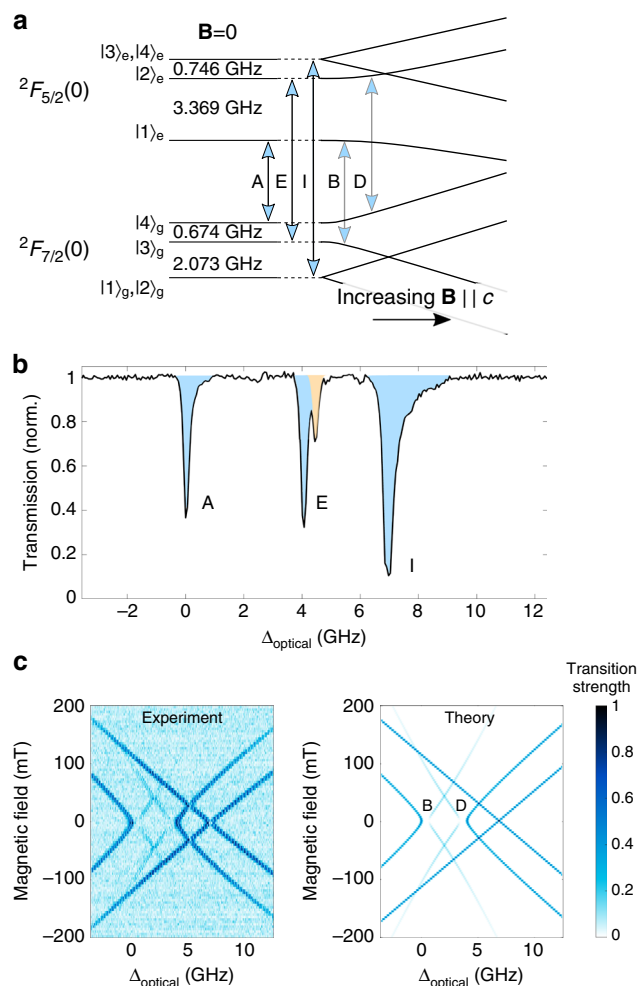 a
B=0
|3⟩e,|4⟩e
0.746 GHz
|2⟩e
²F5/2(0)
3.369 GHz
|1⟩e
A E I B D
|4⟩g
0.674 GHz
|3⟩g
²F7/2(0)
2.073 GHz
|1⟩g,|2⟩g
Increasing B || c
b
1
0.8
0.6
0.4
0.2
0
Transmission (norm.)
A
E
I
−2 0 2 4 6 8 10 12
Δoptical (GHz)
c
Transition
strength
200
100
0
−100
−200
Magnetic field (mT)
Experiment
0 5 10
Δoptical (GHz)
200
100
0
−100
−200
Magnetic field (mT)
Theory
B D
0 5 10
Δoptical (GHz)
1
0.8
0.6
0.4
0.2
0